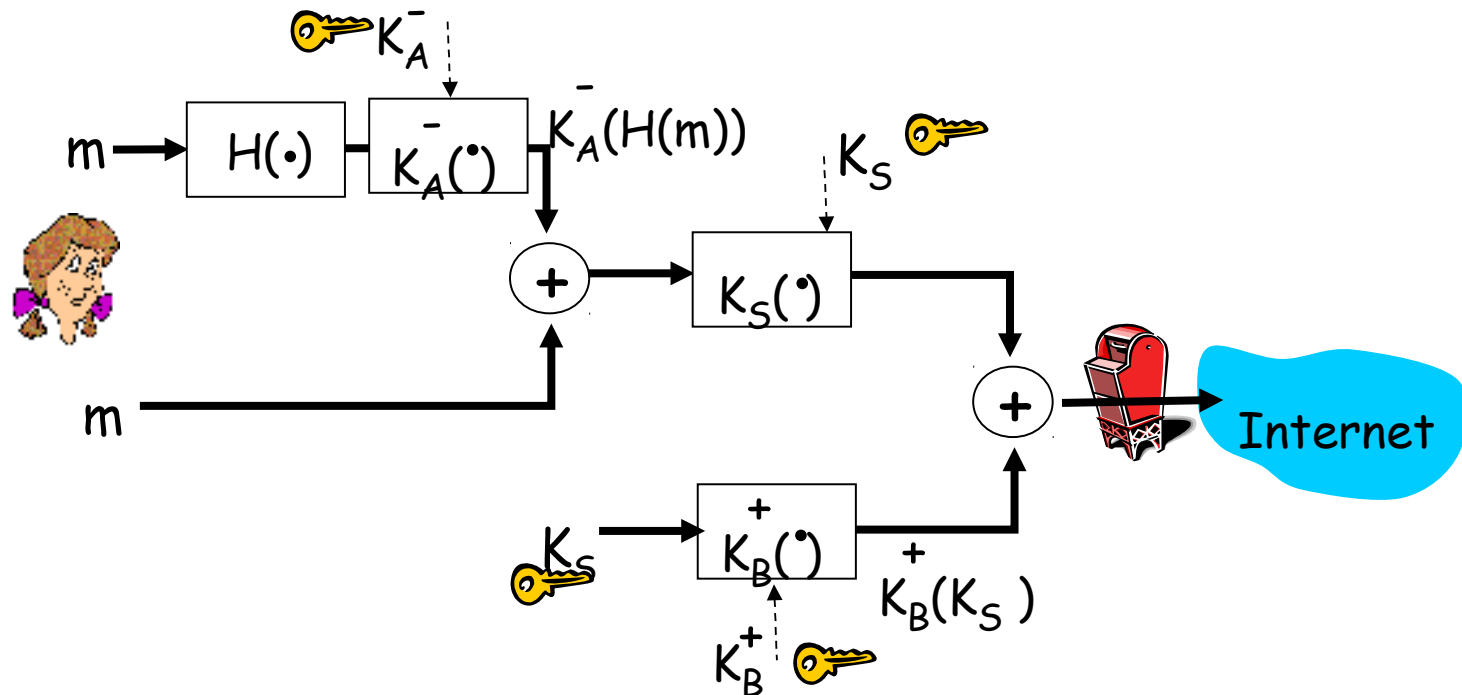 K_A^-
m
H(•)
K_A^-(•)
K_A^-(H(m))
K_S
+
K_S(•)
m
+
Internet
K_S
K_B^+(•)
K_B^+(K_S )
K_B^+